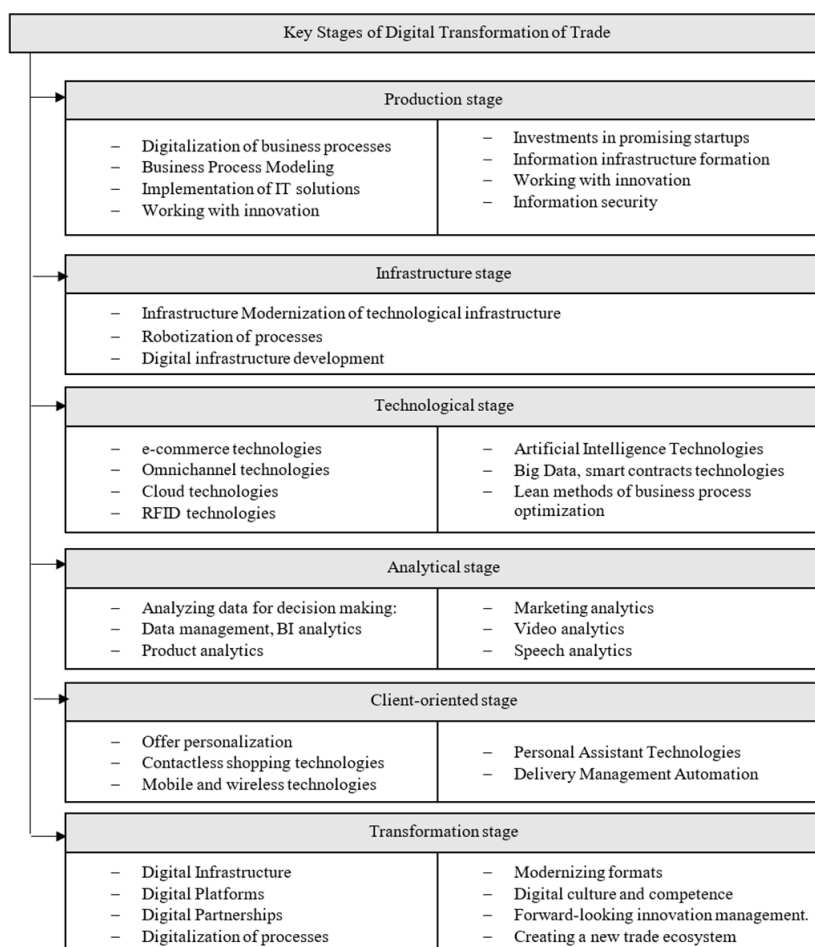 Key Stages of Digital Transformation of Trade
Production stage
– Digitalization of business processes
– Business Process Modeling
– Implementation of IT solutions
– Working with innovation
– Investments in promising startups
– Information infrastructure formation
– Working with innovation
– Information security
Infrastructure stage
– Infrastructure Modernization of technological infrastructure
– Robotization of processes
– Digital infrastructure development
Technological stage
– e-commerce technologies
– Omnichannel technologies
– Cloud technologies
– RFID technologies
– Artificial Intelligence Technologies
– Big Data, smart contracts technologies
– Lean methods of business process
optimization
Analytical stage
– Analyzing data for decision making:
– Data management, BI analytics
– Product analytics
– Marketing analytics
– Video analytics
– Speech analytics
Client-oriented stage
– Offer personalization
– Contactless shopping technologies
– Mobile and wireless technologies
– Personal Assistant Technologies
– Delivery Management Automation
Transformation stage
– Digital Infrastructure
– Digital Platforms
– Digital Partnerships
– Digitalization of processes
– Modernizing formats
– Digital culture and competence
– Forward-looking innovation management.
– Creating a new trade ecosystem